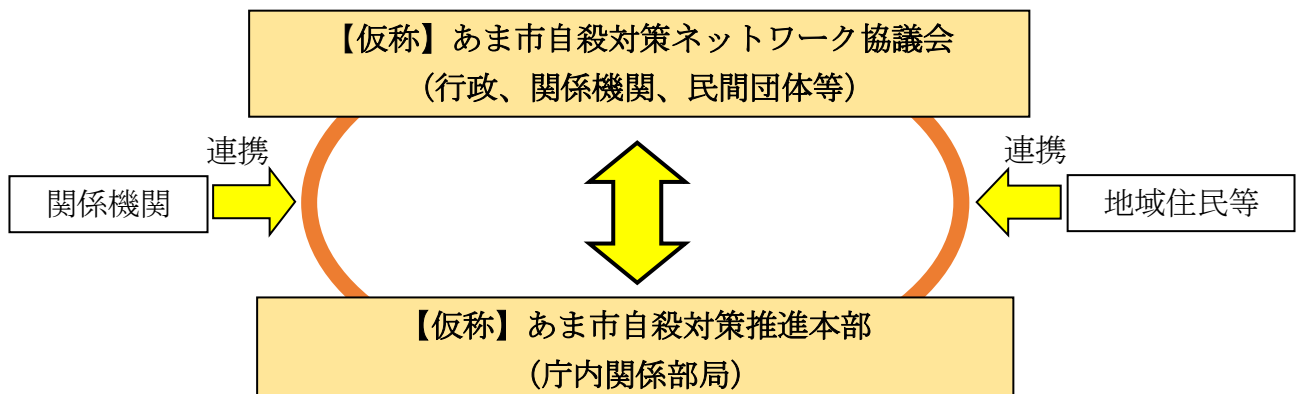 【仮称】あま市自殺対策ネットワーク協議会
（行政、関係機関、民間団体等）
連携
連携
関係機関
地域住民等
【仮称】あま市自殺対策推進本部
（庁内関係部局）